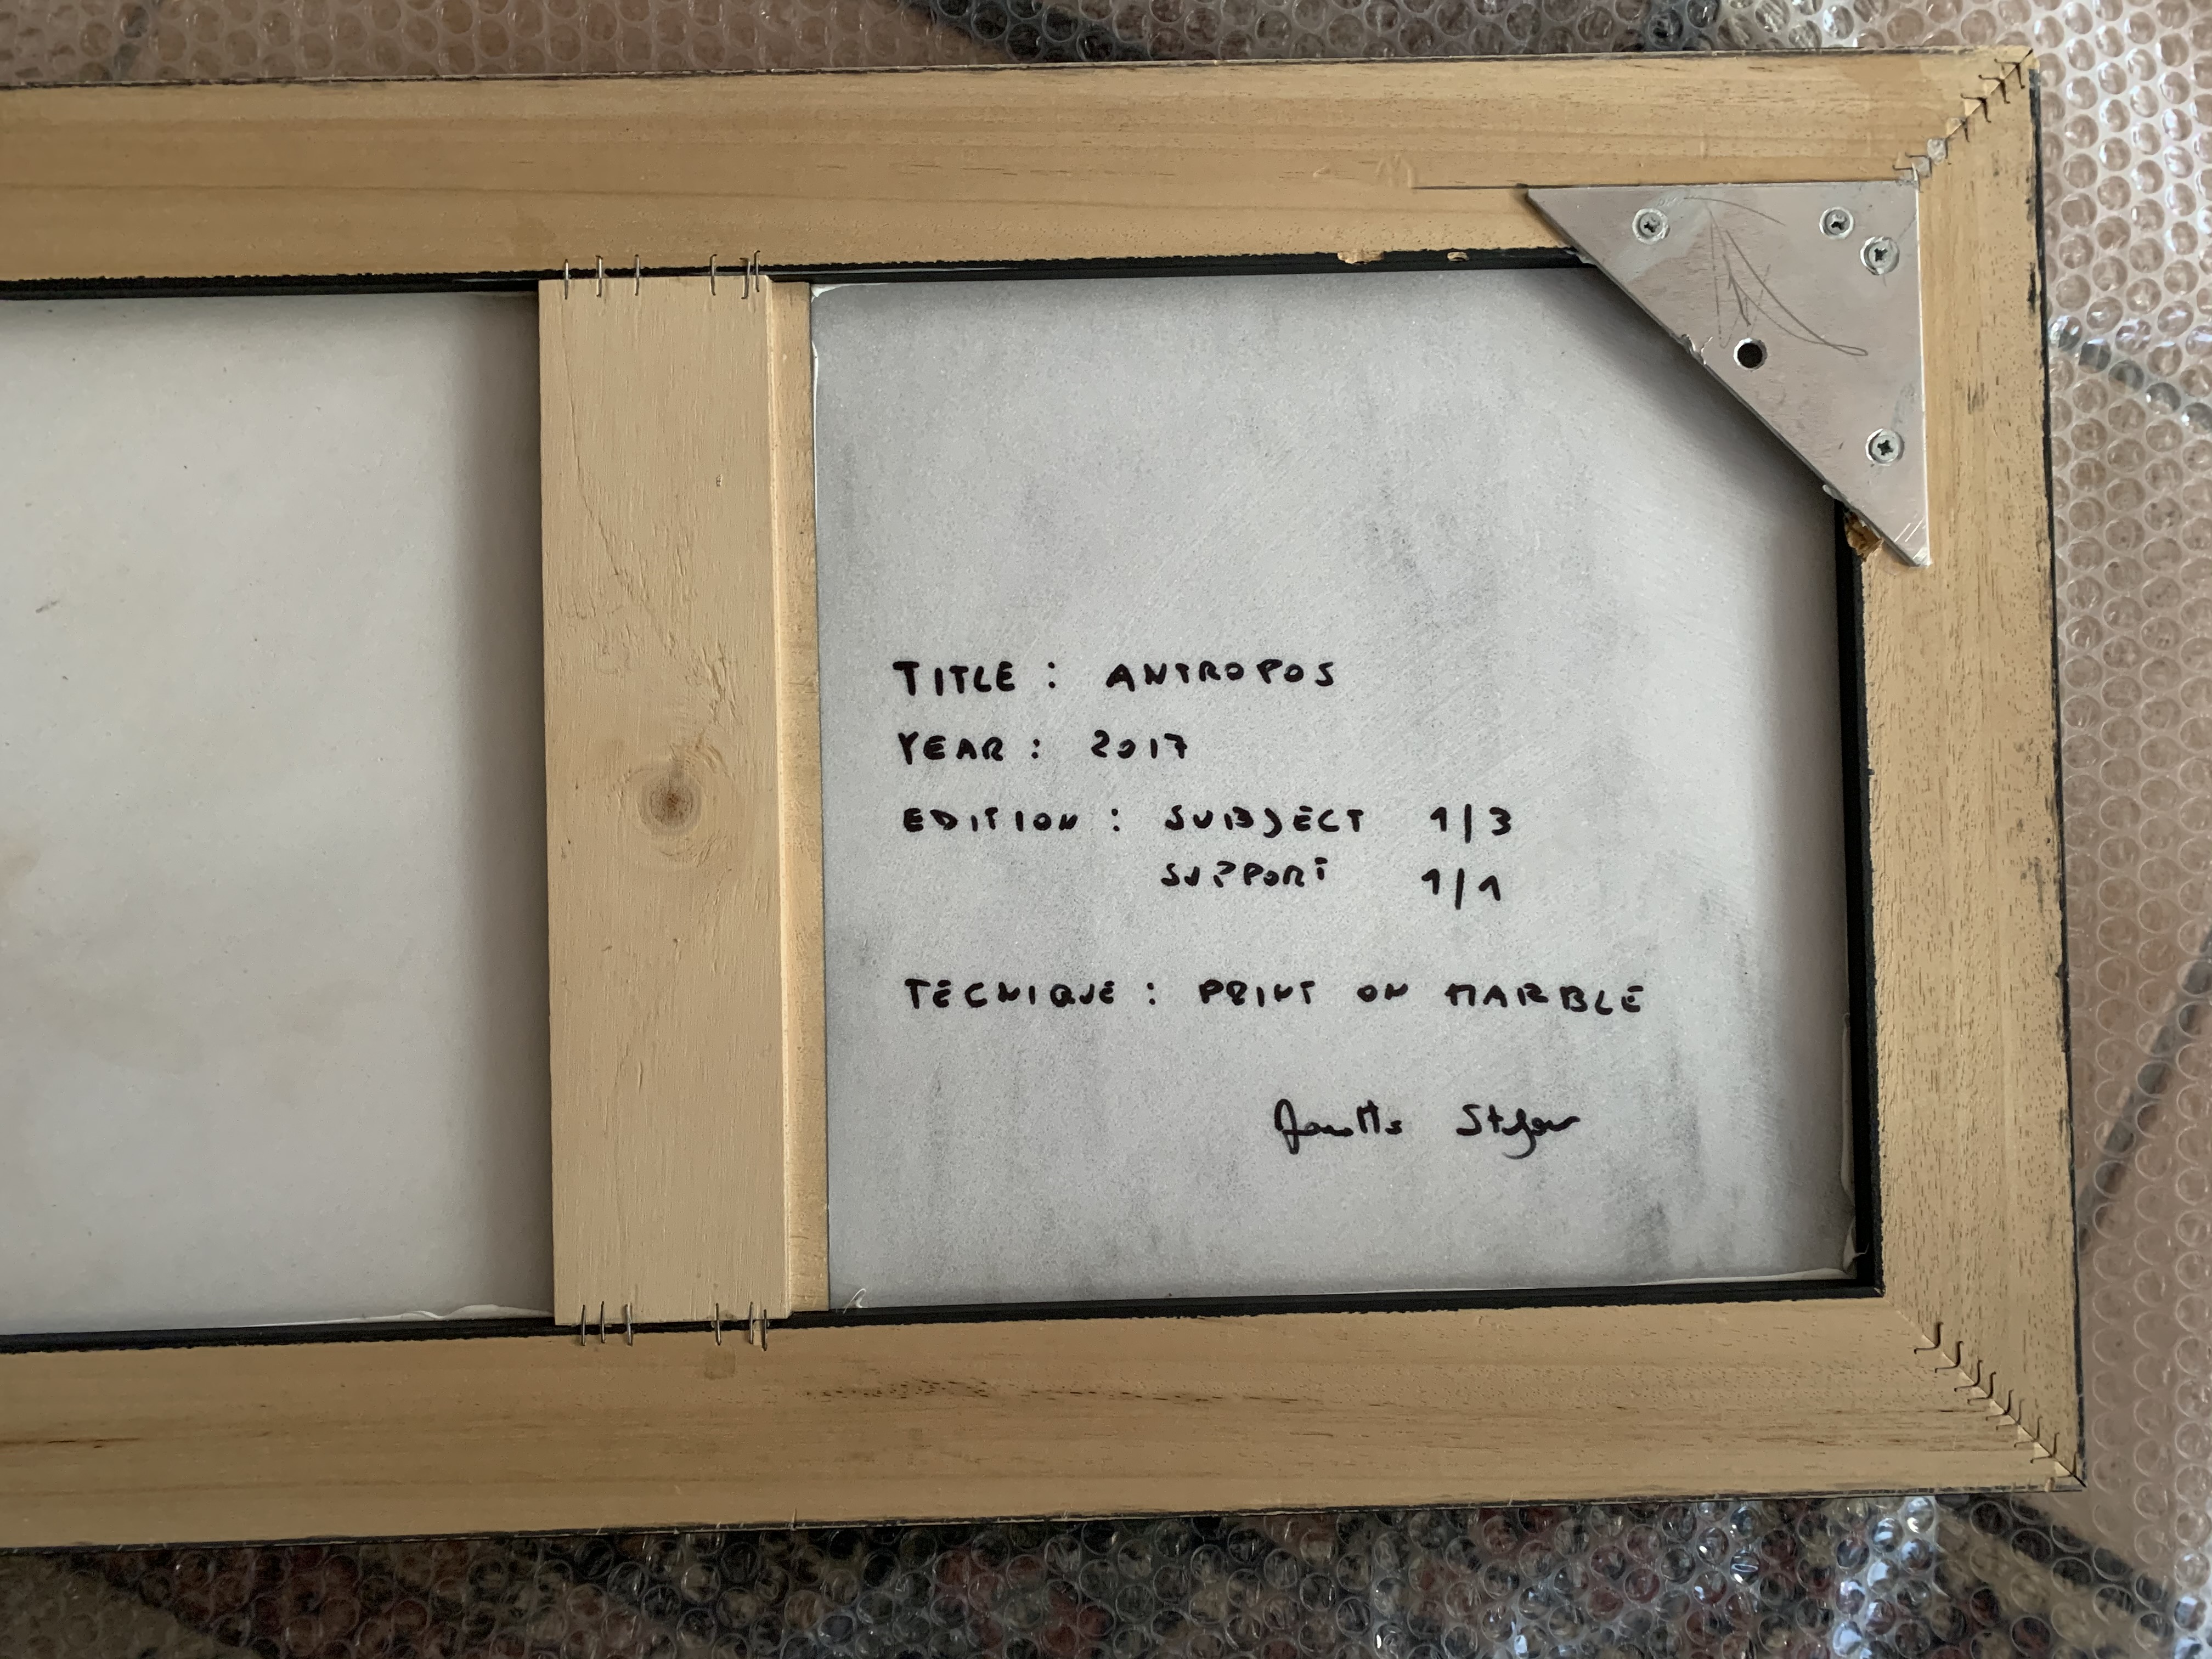 TITLE : ANTROPOS
YEAR : 2017
EDITION : SUBJECT 1/3
SUPPORT 1/1
TECNIQUE : PRINT ON MARBLE